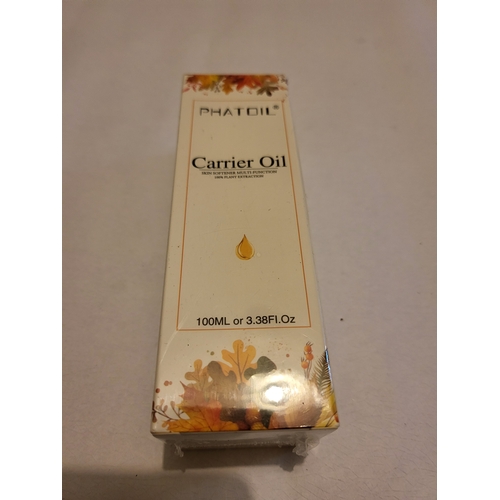 PHATOIL®
Carrier Oil
SKIN SOFTENER MULTI-FUNCTION
100% PLANT EXTRACTION
100ML or 3.38Fl.Oz